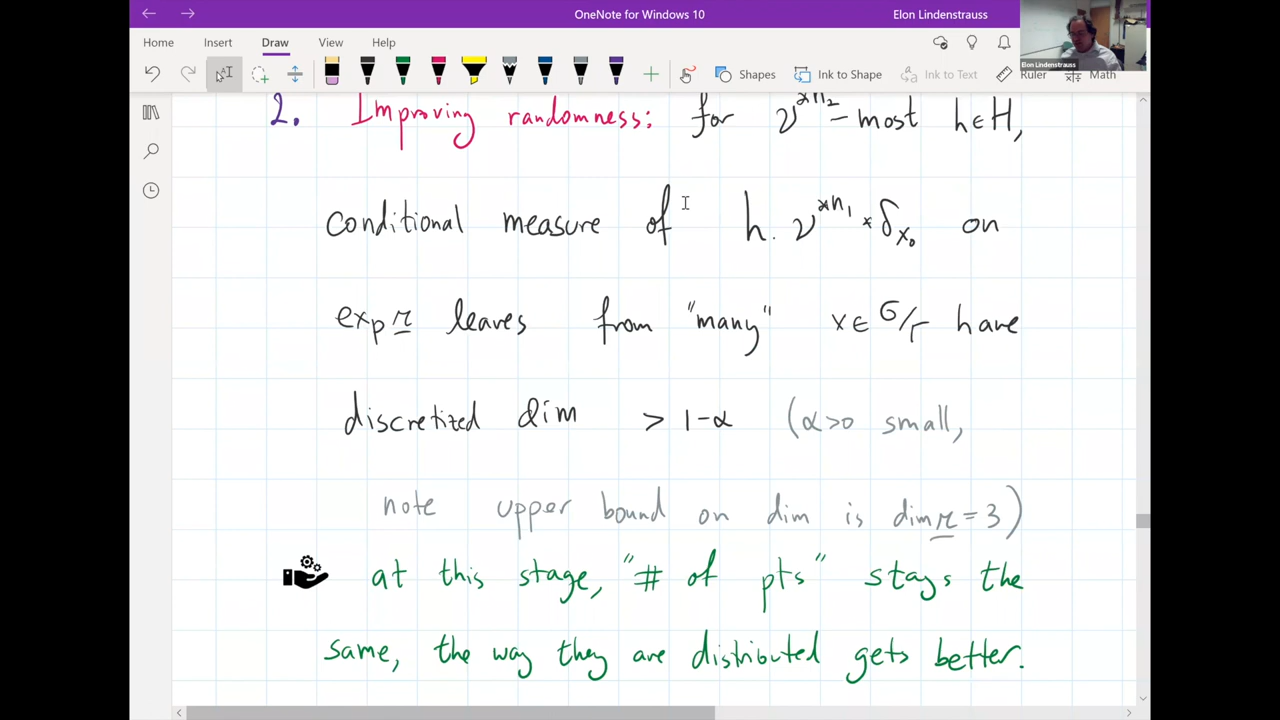 OneNote for Windows 10
Elon Lindenstrauss
Home Insert Draw View Help
Ink to Shape Shapes Ink to Text Ruler Math
Elon Lindenstrauss
2. Improving randomness: for ν^{*n₂} - most h∈H,
conditional measure of h. ν^{*n₁} * δ_{x₀} on
exp r leaves from "many" x∈G/Γ have
discretized dim > 1-α (α>0 small,
note upper bound on dim is dim r = 3)
at this stage, "# of pts" stays the
same, the way they are distributed gets better.